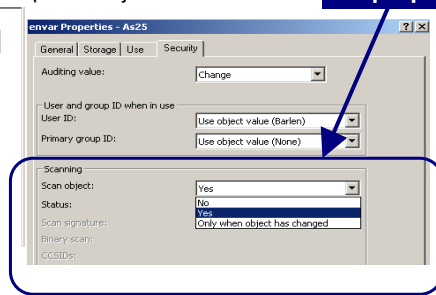 envar Properties - As25
General Storage Use Security
Auditing value: Change
User and group ID when in use
User ID: Use object value (Barlen)
Primary group ID: Use object value (None)
Scanning
Scan object: Yes
Status: No
Yes
Scan signature: Only when object has changed
Binary scan:
CCSIDs: